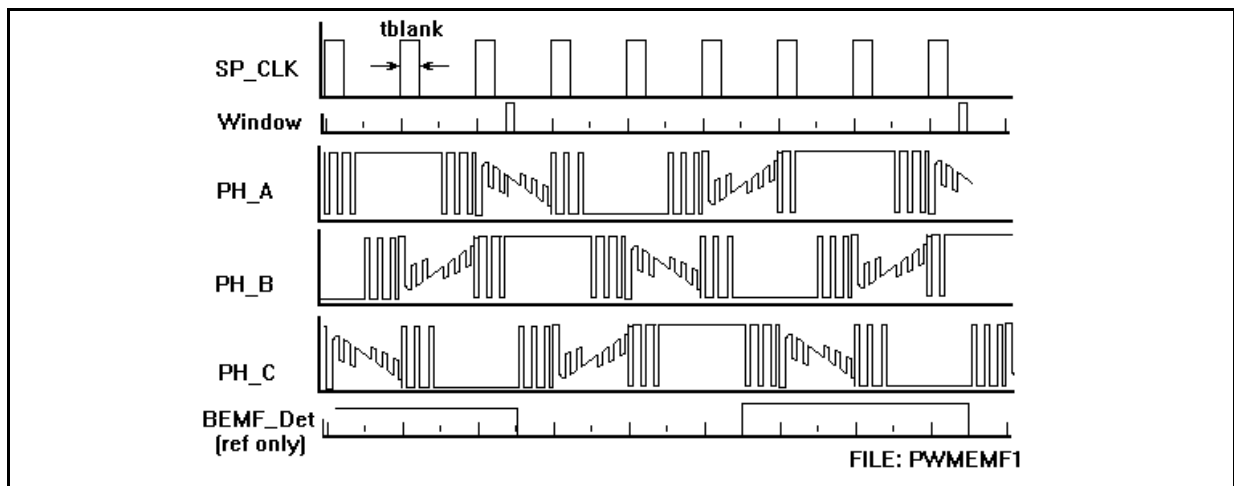 tblank
SP_CLK
Window
PH_A
PH_B
PH_C
BEMF_Det
(ref only)
FILE: PWMEMF1